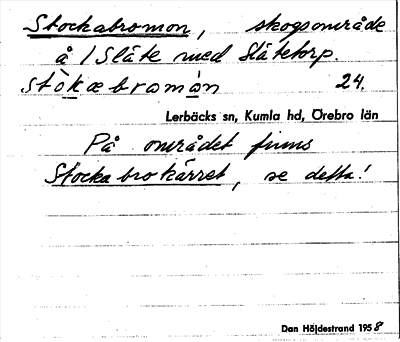 Stockabromon, skogsområde
å 1 Slåte med Slåtetorp.
stòkæbromån 24.
Lerbäcks sn, Kumla hd, Örebro län
På området finns
Stockabrokärret, se detta!
Dan Höjdestrand 1958